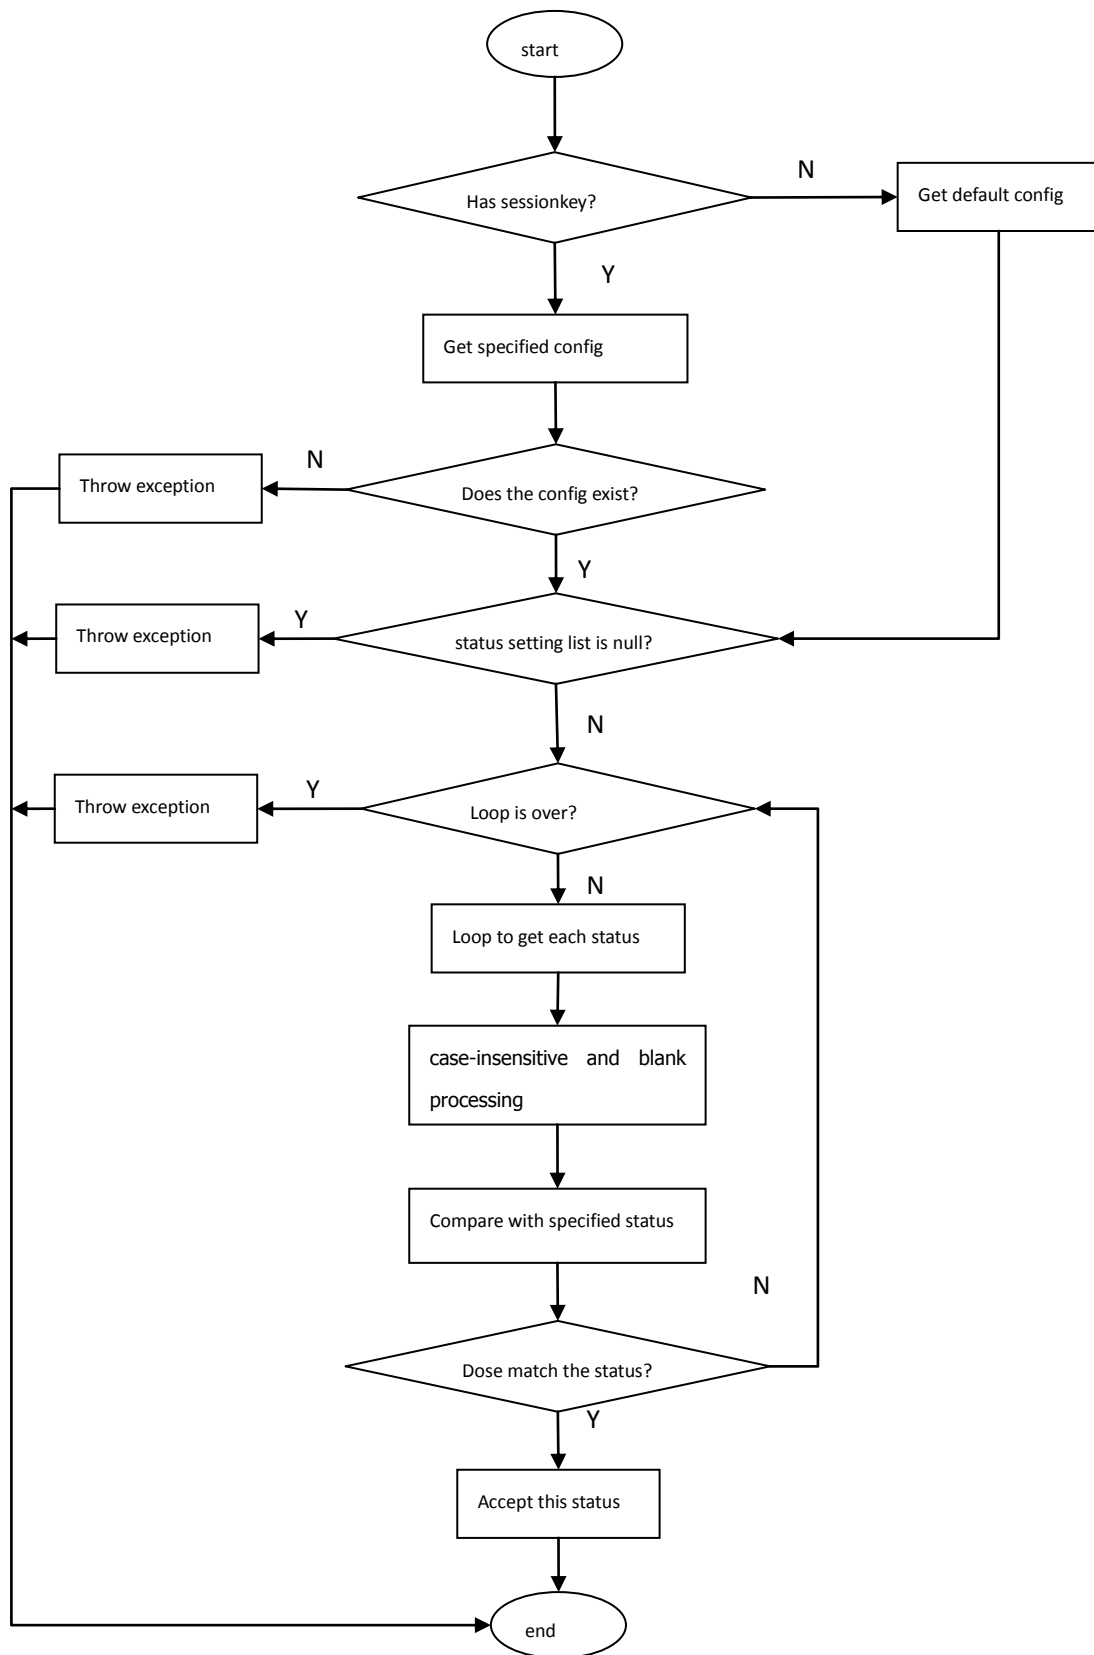 start
N
Has sessionkey?
Get default config
Y
Get specified config
N
Throw exception
Does the config exist?
Y
Y
Throw exception
status setting list is null?
N
Y
Throw exception
Loop is over?
N
Loop to get each status
case-insensitive and blank
processing
Compare with specified status
N
Dose match the status?
Y
Accept this status
end